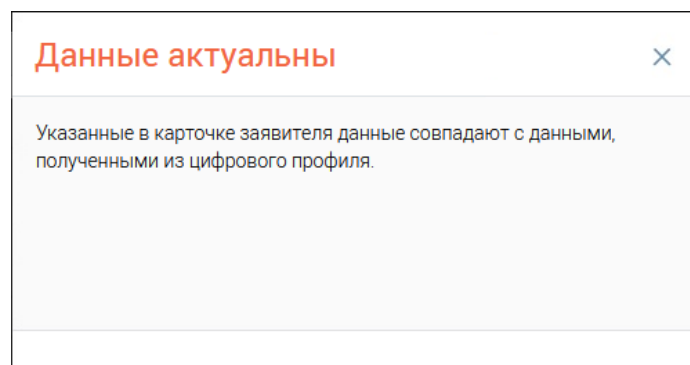 Данные актуальны
Указанные в карточке заявителя данные совпадают с данными,
полученными из цифрового профиля.